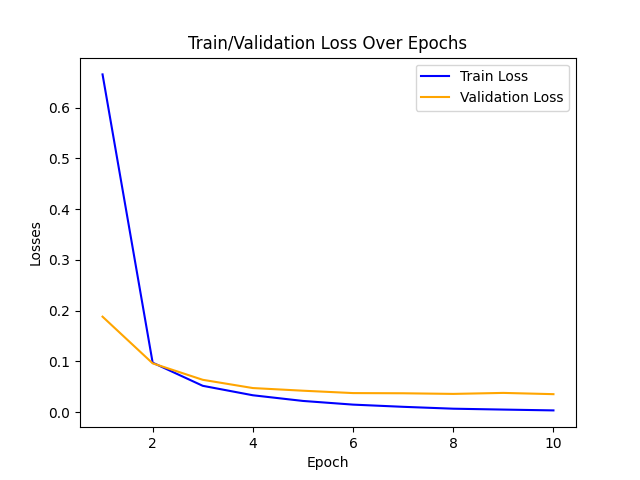 Train/Validation Loss Over Epochs
Train Loss
Validation Loss
0.6
0.5
0.4
0.3
0.2
0.1
0.0
Losses
2 4 6 8 10
Epoch